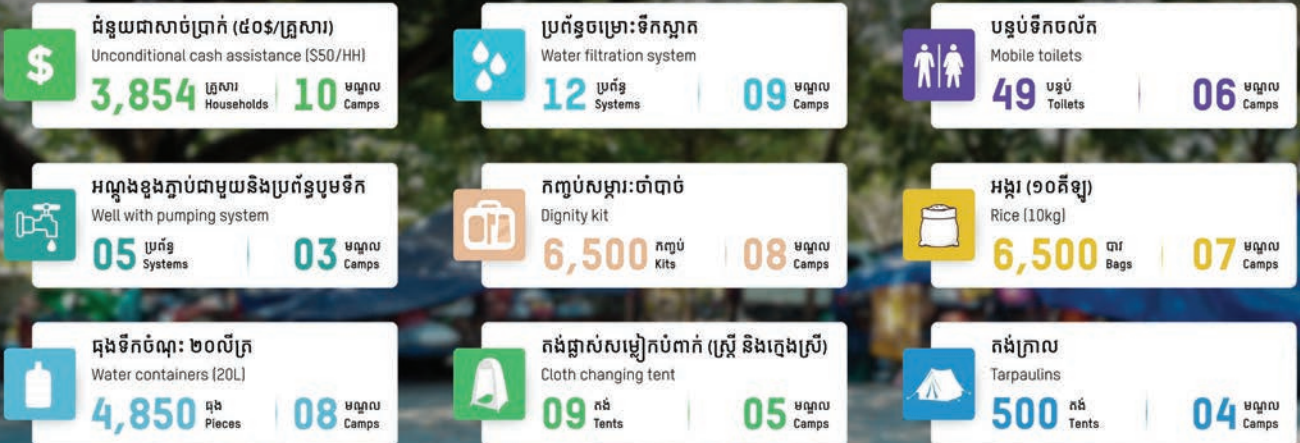 ជំនួយជាសាច់ប្រាក់ (៥០$/គ្រួសារ)
Unconditional cash assistance ($50/HH)
3,854 គ្រួសារ Households 10 មណ្ឌល Camps
ប្រព័ន្ធចម្រោះទឹកស្អាត
Water filtration system
12 ប្រព័ន្ធ Systems 09 មណ្ឌល Camps
បន្ទប់ទឹកចល័ត
Mobile toilets
49 បន្ទប់ Toilets 06 មណ្ឌល Camps
អណ្តូងខួងភ្ជាប់ជាមួយនិងប្រព័ន្ធបូមទឹក
Well with pumping system
05 ប្រព័ន្ធ Systems 03 មណ្ឌល Camps
កញ្ចប់សម្ភារៈចាំបាច់
Dignity kit
6,500 កញ្ចប់ Kits 08 មណ្ឌល Camps
អង្ករ (១០គីឡូ)
Rice (10kg)
6,500 បាវ Bags 07 មណ្ឌល Camps
ធុងទឹកចំណុះ ២០លីត្រ
Water containers (20L)
4,850 ធុង Pieces 08 មណ្ឌល Camps
តង់ផ្លាស់សម្លៀកបំពាក់ (ស្ត្រី និងក្មេងស្រី)
Cloth changing tent
09 តង់ Tents 05 មណ្ឌល Camps
តង់ក្រាល
Tarpaulins
500 តង់ Tents 04 មណ្ឌល Camps